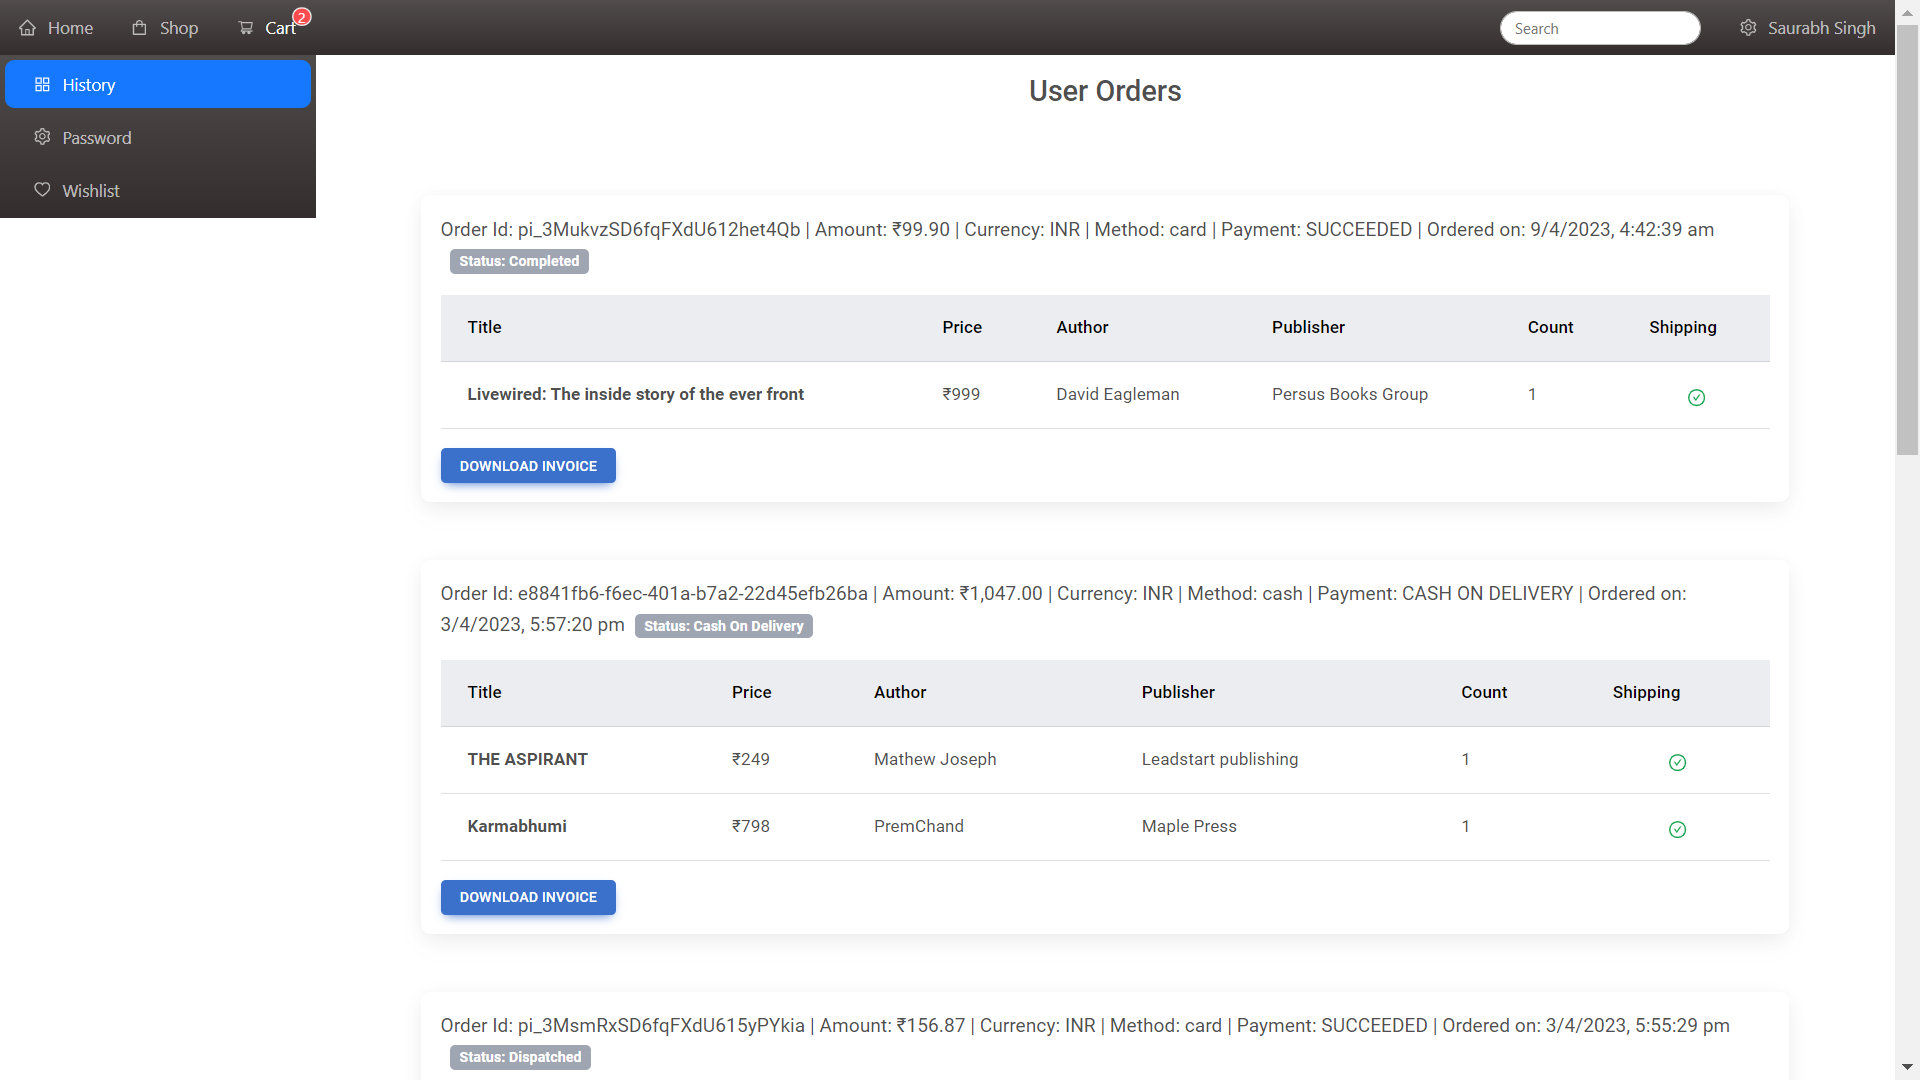 Home Shop Cart 2 Search Saurabh Singh
History
Password
Wishlist
User Orders
Order Id: pi_3MukvzSD6fqFXdU612het4Qb | Amount: ₹99.90 | Currency: INR | Method: card | Payment: SUCCEEDED | Ordered on: 9/4/2023, 4:42:39 am
Status: Completed
Title Price Author Publisher Count Shipping
Livewired: The inside story of the ever front ₹999 David Eagleman Persus Books Group 1
DOWNLOAD INVOICE
Order Id: e8841fb6-f6ec-401a-b7a2-22d45efb26ba | Amount: ₹1,047.00 | Currency: INR | Method: cash | Payment: CASH ON DELIVERY | Ordered on:
3/4/2023, 5:57:20 pm Status: Cash On Delivery
Title Price Author Publisher Count Shipping
THE ASPIRANT ₹249 Mathew Joseph Leadstart publishing 1
Karmabhumi ₹798 PremChand Maple Press 1
DOWNLOAD INVOICE
Order Id: pi_3MsmRxSD6fqFXdU615yPYkia | Amount: ₹156.87 | Currency: INR | Method: card | Payment: SUCCEEDED | Ordered on: 3/4/2023, 5:55:29 pm
Status: Dispatched